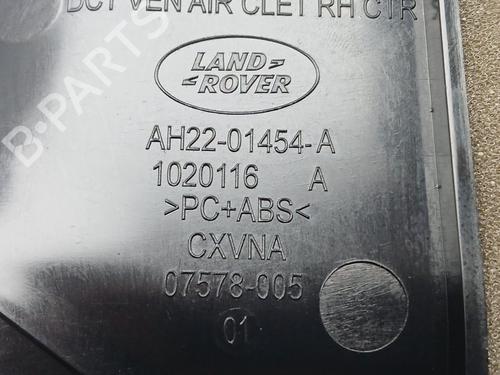 DCT VEN AIR CLET RH CTR
LAND
ROVER
AH22-01454-A
1020116 A
>PC+ABS<
CXVNA
07578-005
01
B-PARTS